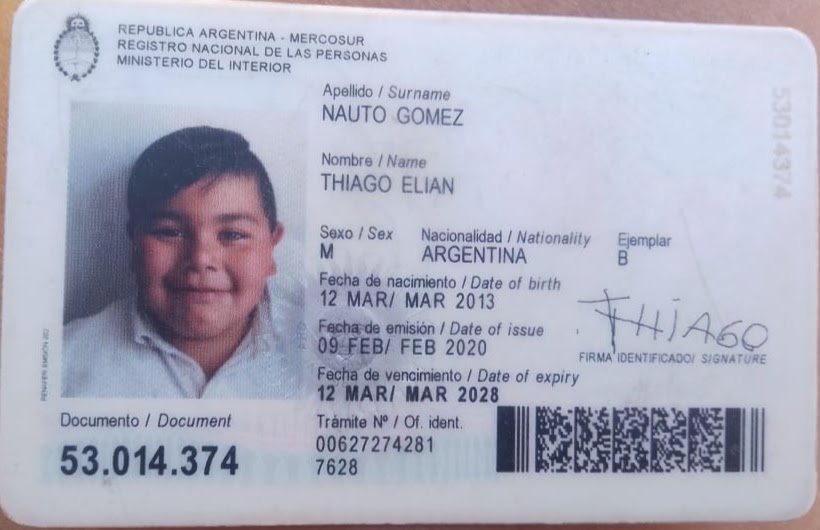 REPUBLICA ARGENTINA - MERCOSUR
REGISTRO NACIONAL DE LAS PERSONAS
MINISTERIO DEL INTERIOR
Apellido / Surname
NAUTO GOMEZ
Nombre / Name
THIAGO ELIAN
Sexo / Sex Nacionalidad / Nationality Ejemplar
M ARGENTINA B
Fecha de nacimiento / Date of birth
12 MAR/ MAR 2013
Fecha de emisión / Date of issue
09 FEB/ FEB 2020
THIAGO
FIRMA IDENTIFICADO/ SIGNATURE
Fecha de vencimiento / Date of expiry
12 MAR/ MAR 2028
Documento / Document
53.014.374
Trámite Nº / Of. ident.
00627274281
7628
53014374